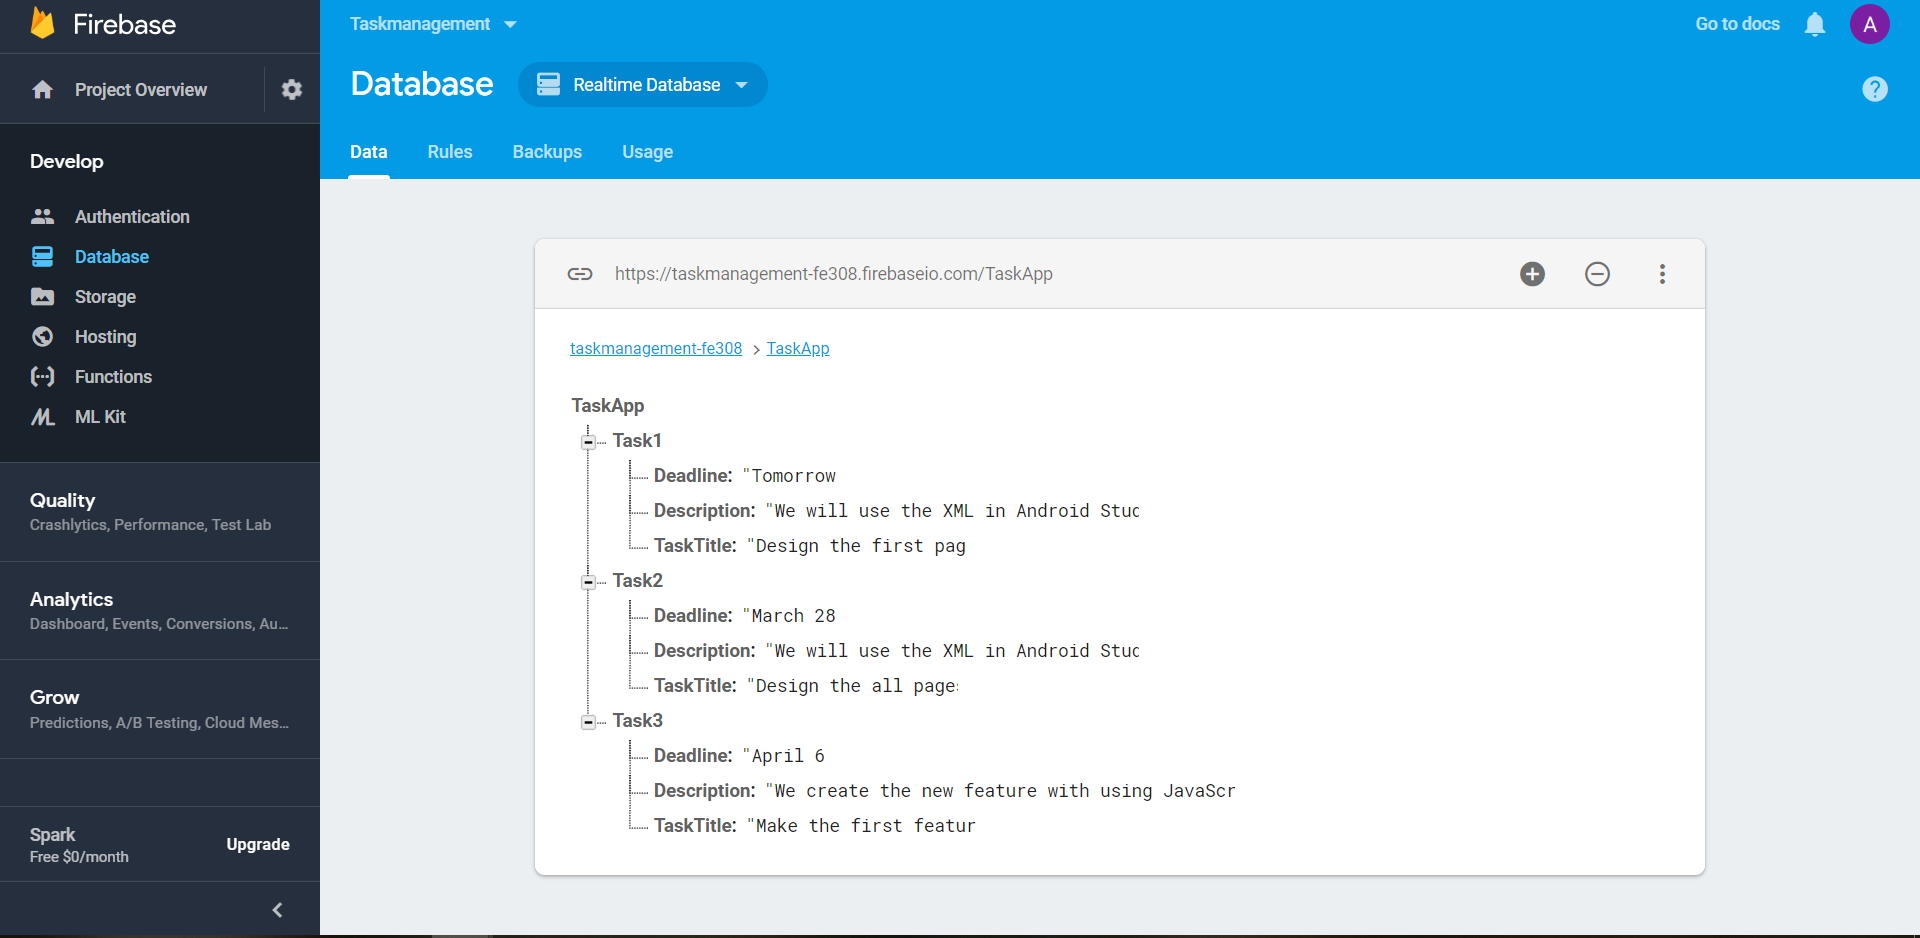 Firebase
Project Overview
Develop
Authentication
Database
Storage
Hosting
Functions
ML Kit
Quality
Crashlytics, Performance, Test Lab
Analytics
Dashboard, Events, Conversions, Au...
Grow
Predictions, A/B Testing, Cloud Mes...
Spark
Free $0/month
Upgrade
Taskmanagement
Go to docs
A
Database
Realtime Database
?
Data Rules Backups Usage
https://taskmanagement-fe308.firebaseio.com/TaskApp
taskmanagement-fe308 > TaskApp
TaskApp
Task1
Deadline: "Tomorrow
Description: "We will use the XML in Android Stud
TaskTitle: "Design the first pag
Task2
Deadline: "March 28
Description: "We will use the XML in Android Stud
TaskTitle: "Design the all pages
Task3
Deadline: "April 6
Description: "We create the new feature with using JavaScr
TaskTitle: "Make the first featur